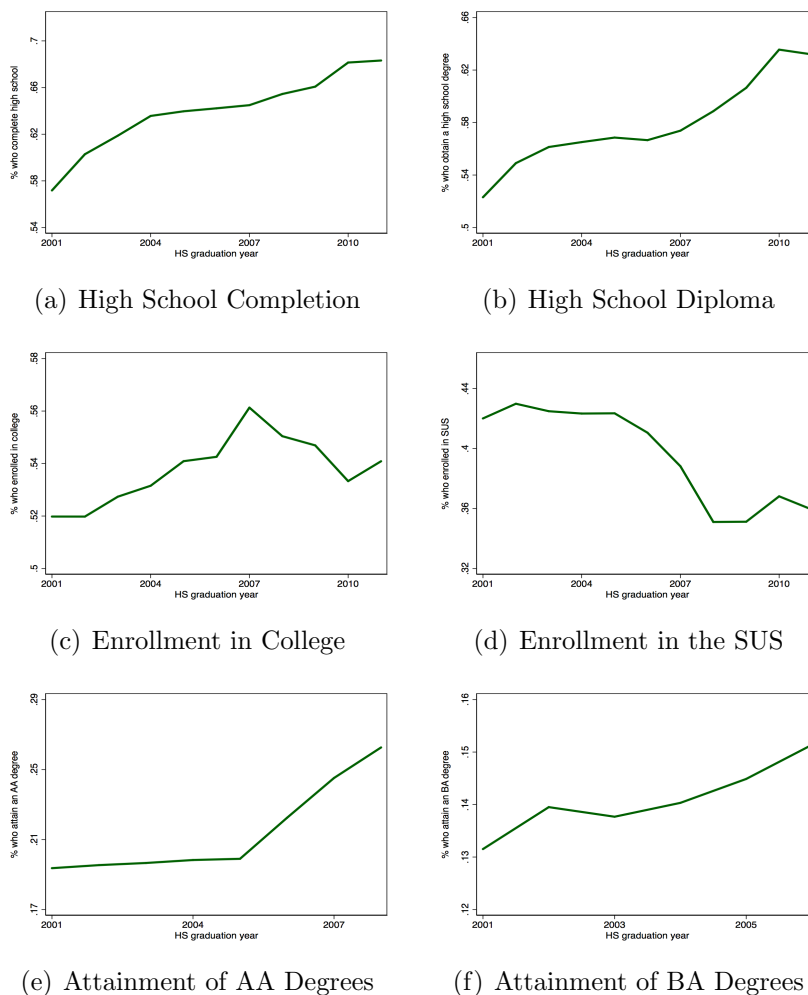 % who complete high school
.54 .58 .62 .66 .7
2001 2004 2007 2010
HS graduation year
(a) High School Completion
% who obtain a high school degree
.5 .54 .58 .62 .66
2001 2004 2007 2010
HS graduation year
(b) High School Diploma
% who enrolled in college
.5 .52 .54 .56 .58
2001 2004 2007 2010
HS graduation year
(c) Enrollment in College
% who enrolled in SUS
.32 .36 .4 .44
2001 2004 2007 2010
HS graduation year
(d) Enrollment in the SUS
% who attain an AA degree
.17 .21 .25 .29
2001 2004 2007
HS graduation year
(e) Attainment of AA Degrees
% who attain an BA degree
.12 .13 .14 .15 .16
2001 2003 2005
HS graduation year
(f) Attainment of BA Degrees